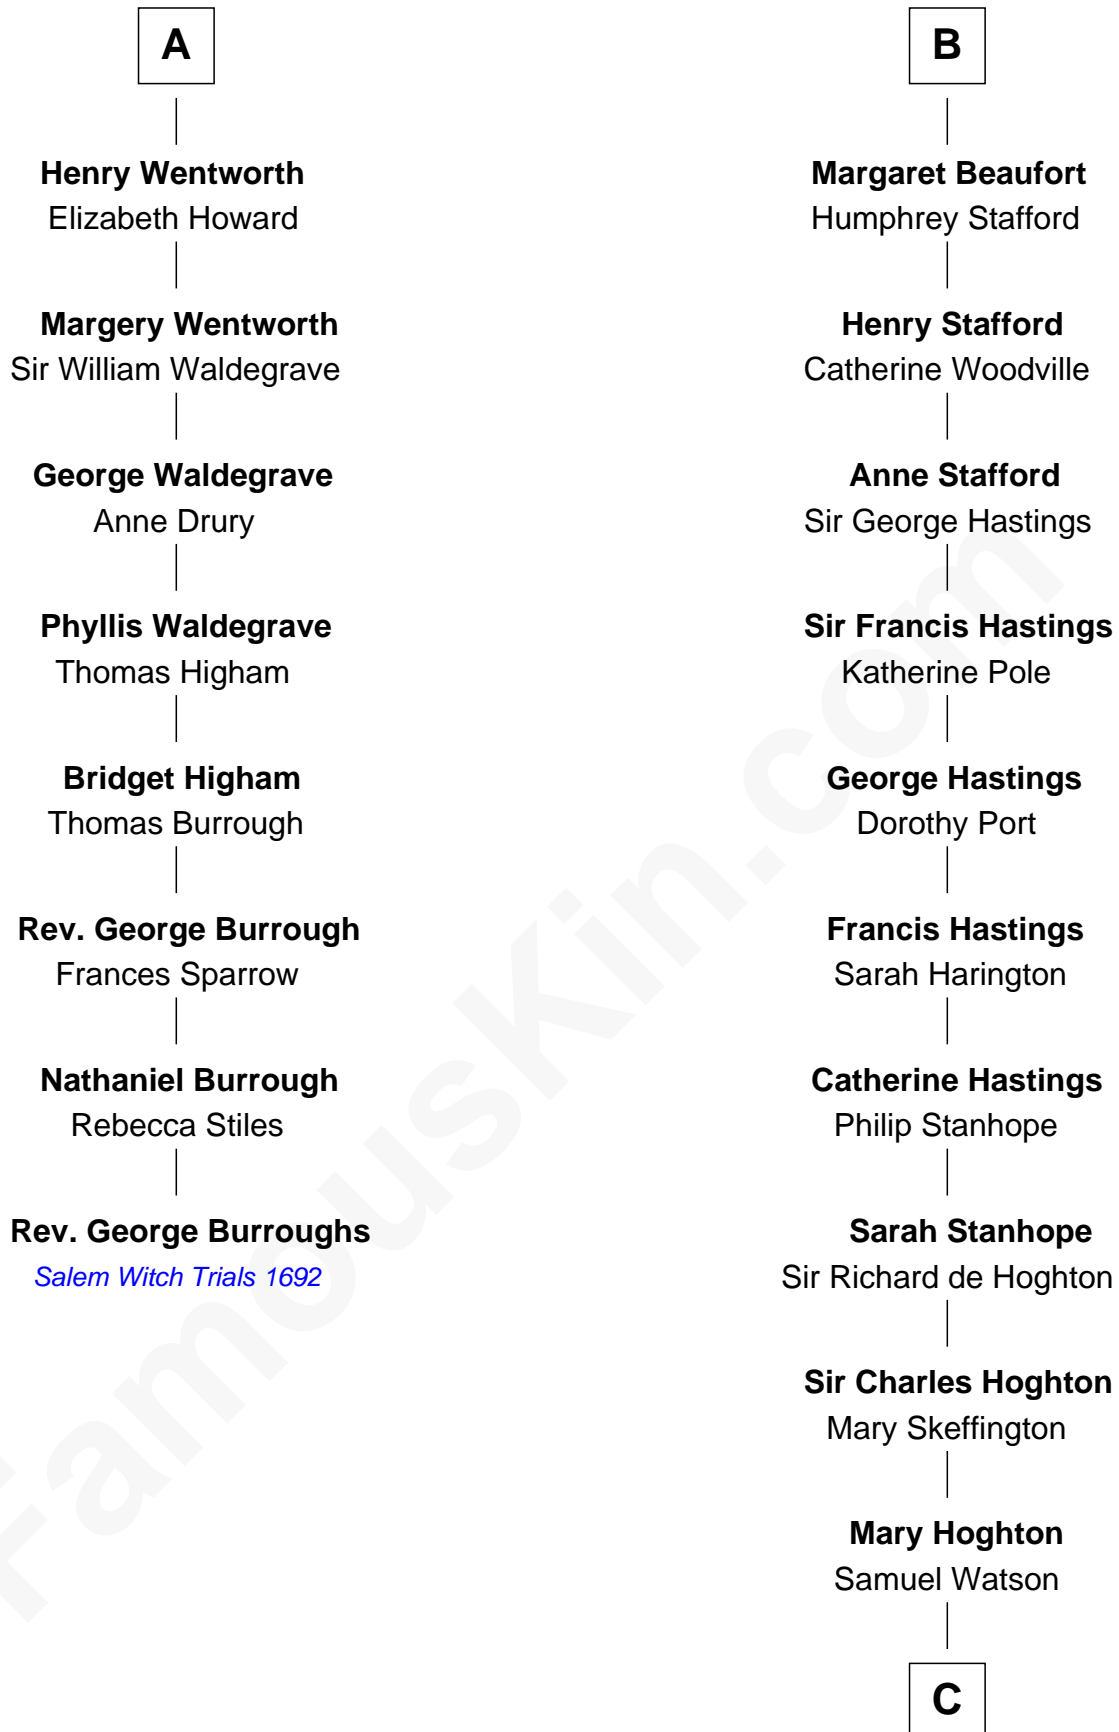 A
Henry Wentworth
Elizabeth Howard
Margery Wentworth
Sir William Waldegrave
George Waldegrave
Anne Drury
Phyllis Waldegrave
Thomas Higham
Bridget Higham
Thomas Burrough
Rev. George Burrough
Frances Sparrow
Nathaniel Burrough
Rebecca Stiles
Rev. George Burroughs
Salem Witch Trials 1692
B
Margaret Beaufort
Humphrey Stafford
Henry Stafford
Catherine Woodville
Anne Stafford
Sir George Hastings
Sir Francis Hastings
Katherine Pole
George Hastings
Dorothy Port
Francis Hastings
Sarah Harington
Catherine Hastings
Philip Stanhope
Sarah Stanhope
Sir Richard de Hoghton
Sir Charles Hoghton
Mary Skeffington
Mary Hoghton
Samuel Watson
C
FamousKin.com